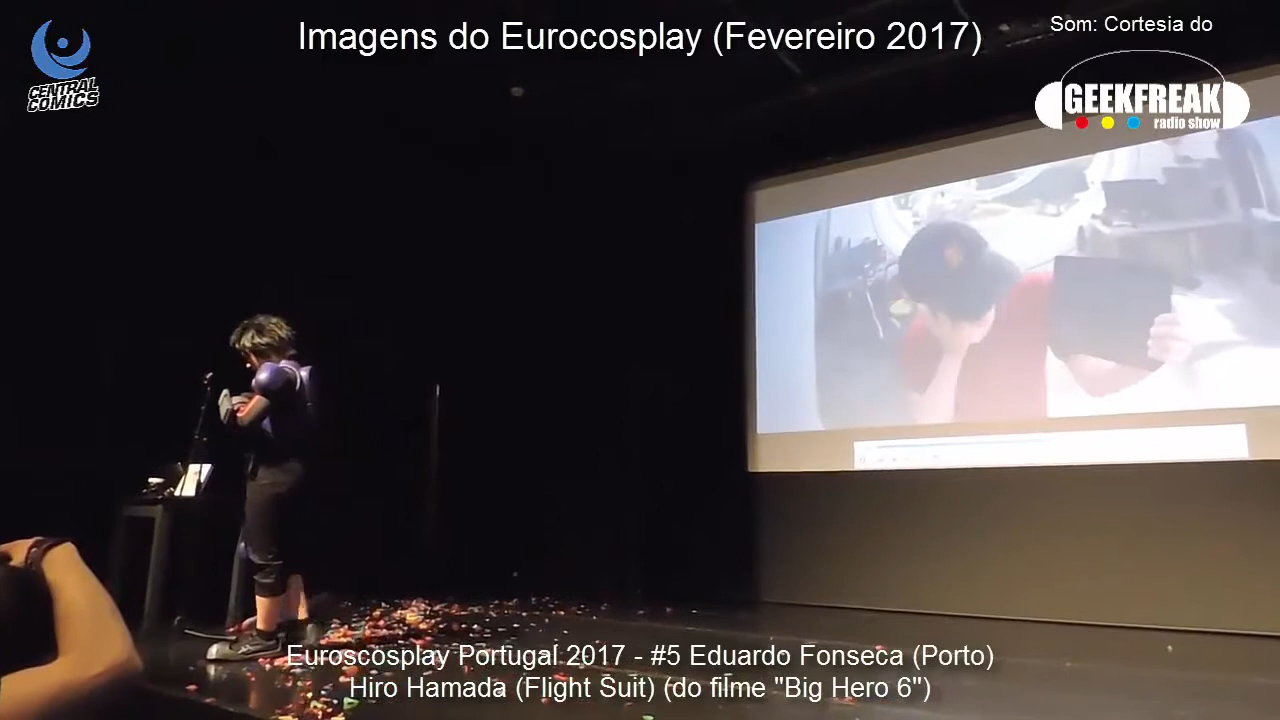 Imagens do Eurocosplay (Fevereiro 2017)
Som: Cortesia do
CENTRAL
COMICS
GEEKFREAK
radio show
Euroscosplay Portugal 2017 - #5 Eduardo Fonseca (Porto)
Hiro Hamada (Flight Suit) (do filme "Big Hero 6")